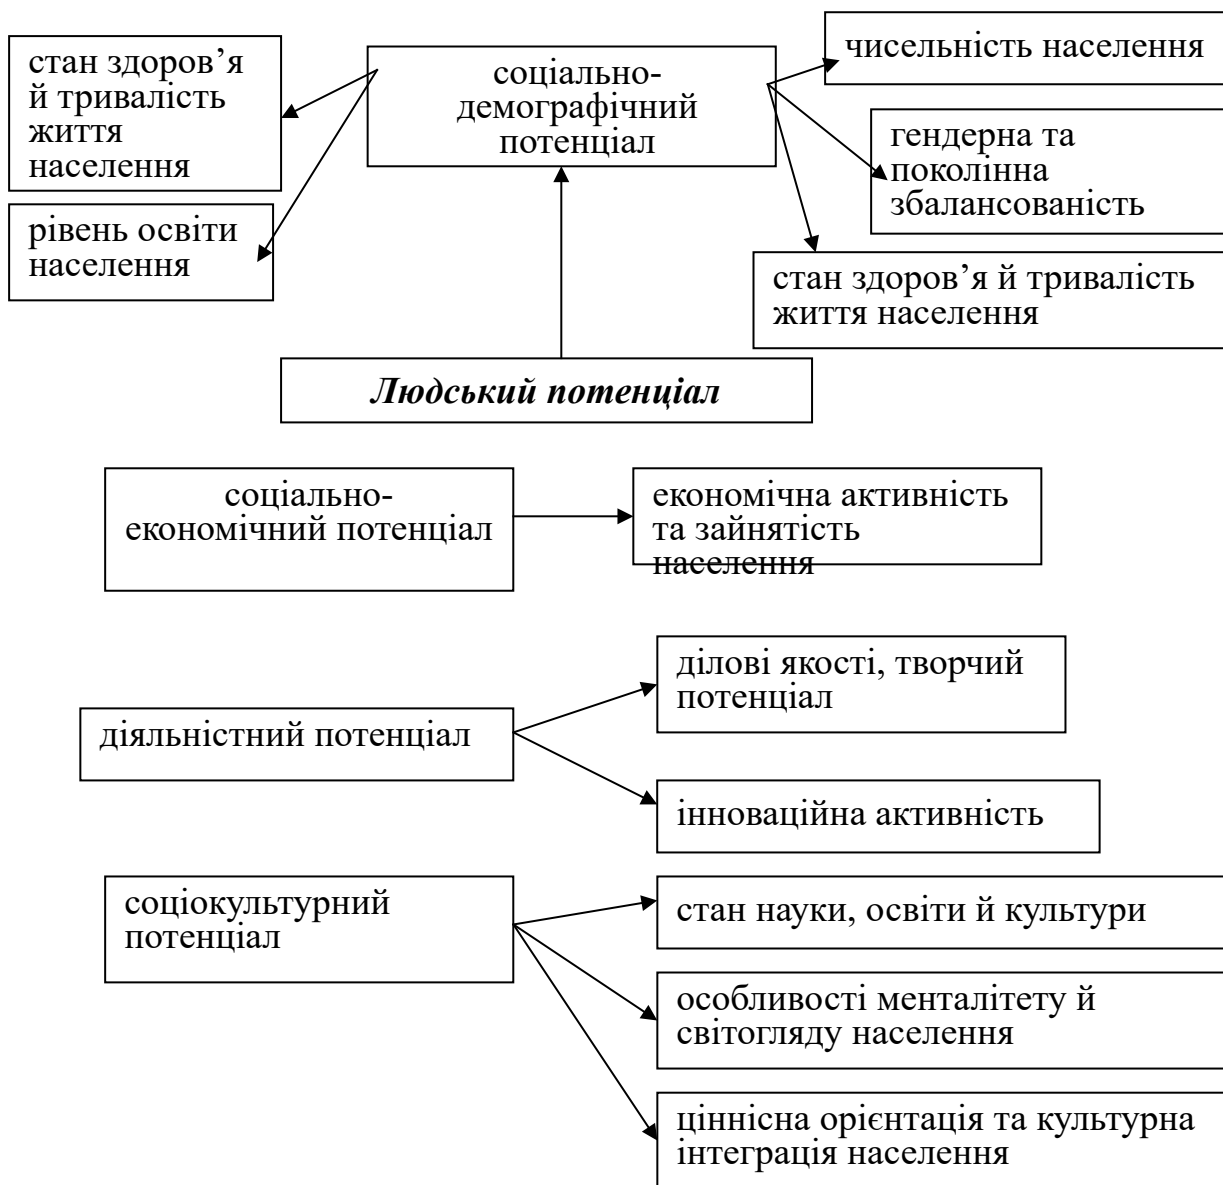 стан здоров’я
й тривалість
життя
населення
рівень освіти
населення
соціально-
демографічний
потенціал
чисельність населення
гендерна та
поколінна
збалансованість
стан здоров’я й тривалість
життя населення
Людський потенціал
соціально-
економічний потенціал
економічна активність
та зайнятість
населення
діяльністний потенціал
ділові якості, творчий
потенціал
інноваційна активність
соціокультурний
потенціал
стан науки, освіти й культури
особливості менталітету й
світогляду населення
ціннісна орієнтація та культурна
інтеграція населення